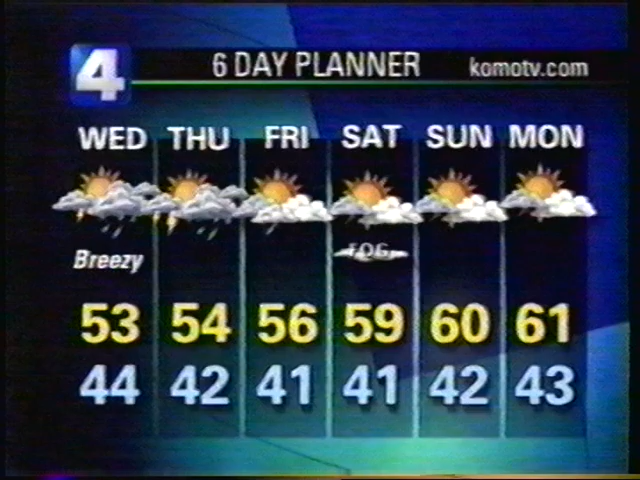 4 6 DAY PLANNER komotv.com
WED THU FRI SAT SUN MON
Breezy FOG
53 54 56 59 60 61
44 42 41 41 42 43